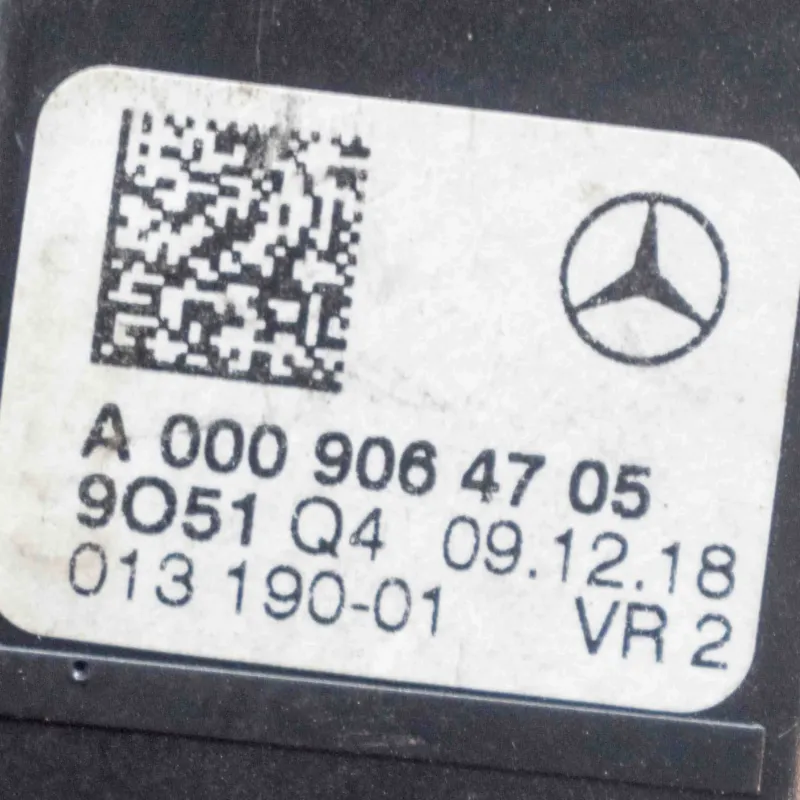 A 000 906 47 05
9O51 Q4 09.12.18
013 190-01 VR 2